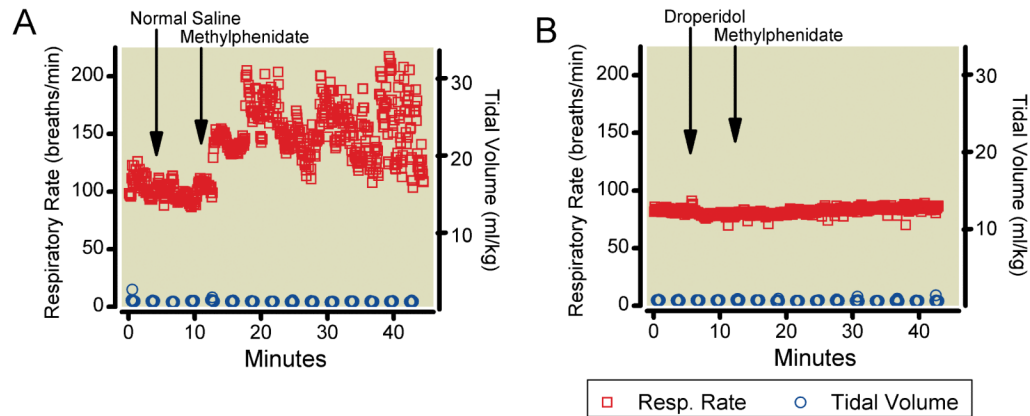 A
Normal Saline
Methylphenidate
Respiratory Rate (breaths/min)
200
150
100
50
0
30
20
10
Tidal Volume (ml/kg)
0 10 20 30 40
Minutes
B
Droperidol
Methylphenidate
Respiratory Rate (breaths/min)
200
150
100
50
0
30
20
10
Tidal Volume (ml/kg)
0 10 20 30 40
Minutes
Resp. Rate Tidal Volume